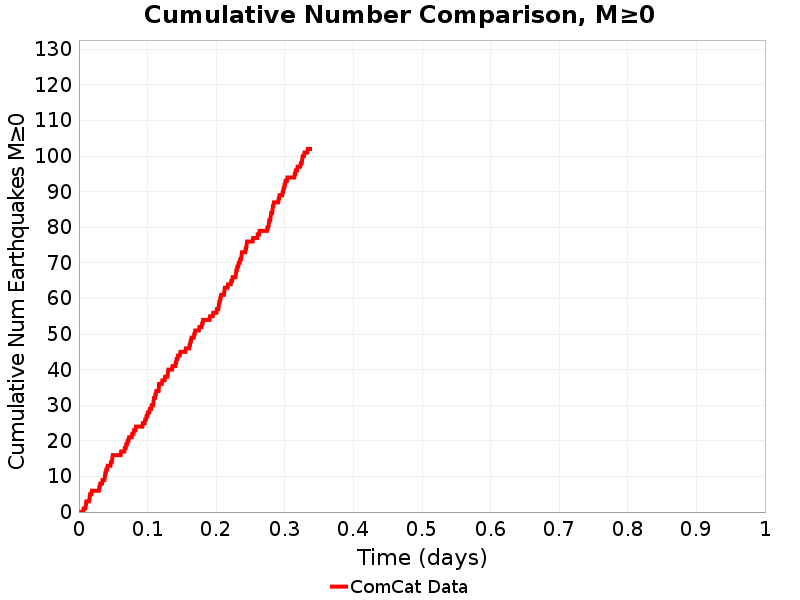 Cumulative Number Comparison, M≥0
Cumulative Num Earthquakes M≥0
130
120
110
100
90
80
70
60
50
40
30
20
10
0
0 0.1 0.2 0.3 0.4 0.5 0.6 0.7 0.8 0.9 1
Time (days)
ComCat Data